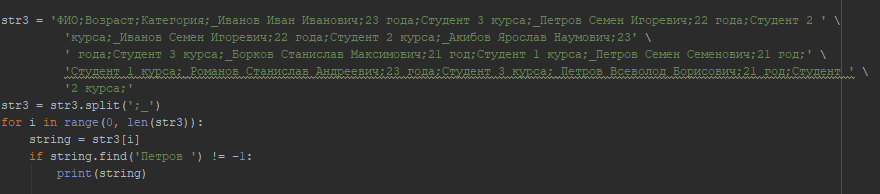 str3 = 'ФИО;Возраст;Категория;_Иванов Иван Иванович;23 года;Студент 3 курса;_Петров Семен Игоревич;22 года;Студент 2 ' \
'курса;_Иванов Семен Игоревич;22 года;Студент 2 курса;_Акибов Ярослав Наумович;23' \
' года;Студент 3 курса;_Борков Станислав Максимович;21 год;Студент 1 курса;_Петров Семен Семенович;21 год;' \
'Студент 1 курса;_Романов Станислав Андреевич;23 года;Студент 3 курса;_Петров Всеволод Борисович;21 год;Студент ' \
'2 курса;'
str3 = str3.split(';_')
for i in range(0, len(str3)):
string = str3[i]
if string.find('Петров ') != -1:
print(string)